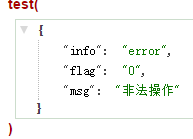 test(
{
"info": "error",
"flag": "0",
"msg": "非法操作"
}
)